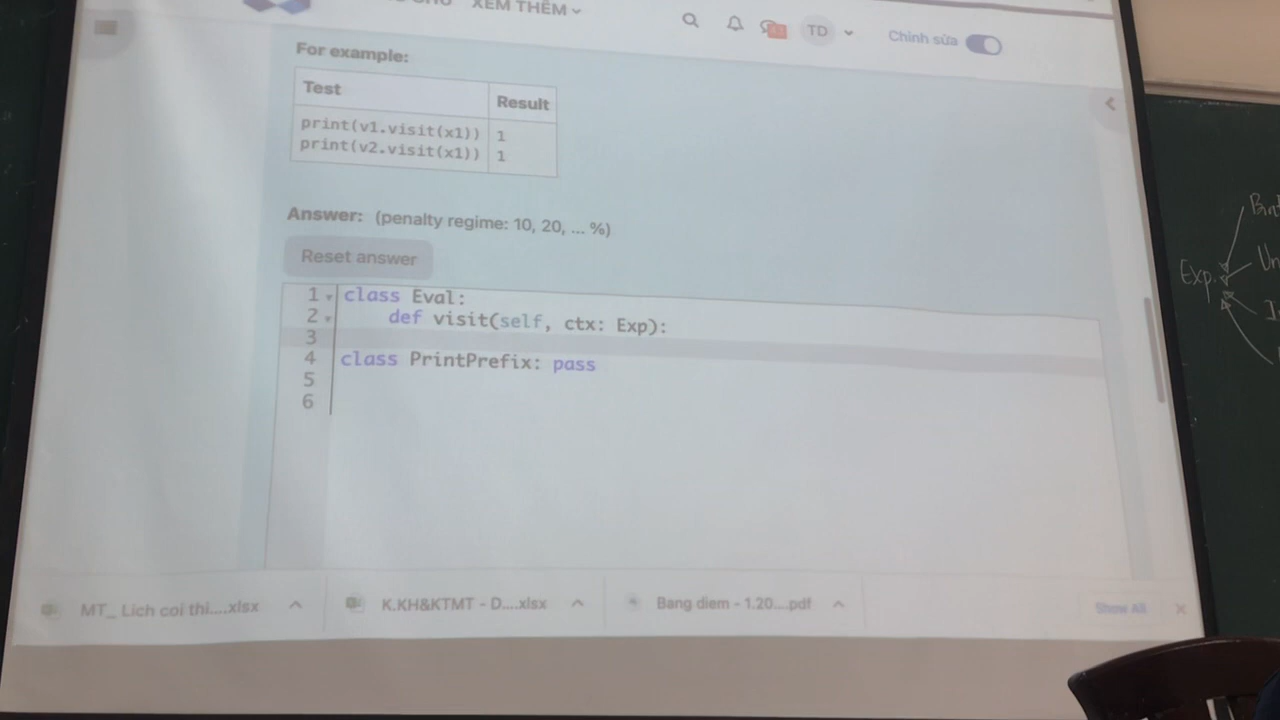 XEM THÊM
TD
Chỉnh sửa
For example:
Test Result
print(v1.visit(x1)) 1
print(v2.visit(x1)) 1
Answer: (penalty regime: 10, 20, ... %)
Reset answer
1 class Eval:
2 def visit(self, ctx: Exp):
3
4 class PrintPrefix: pass
5
6
Exp.
MT_ Lich coi thi....xlsx
K.KH&KTMT - D....xlsx
Bang diem - 1.20....pdf
Show All